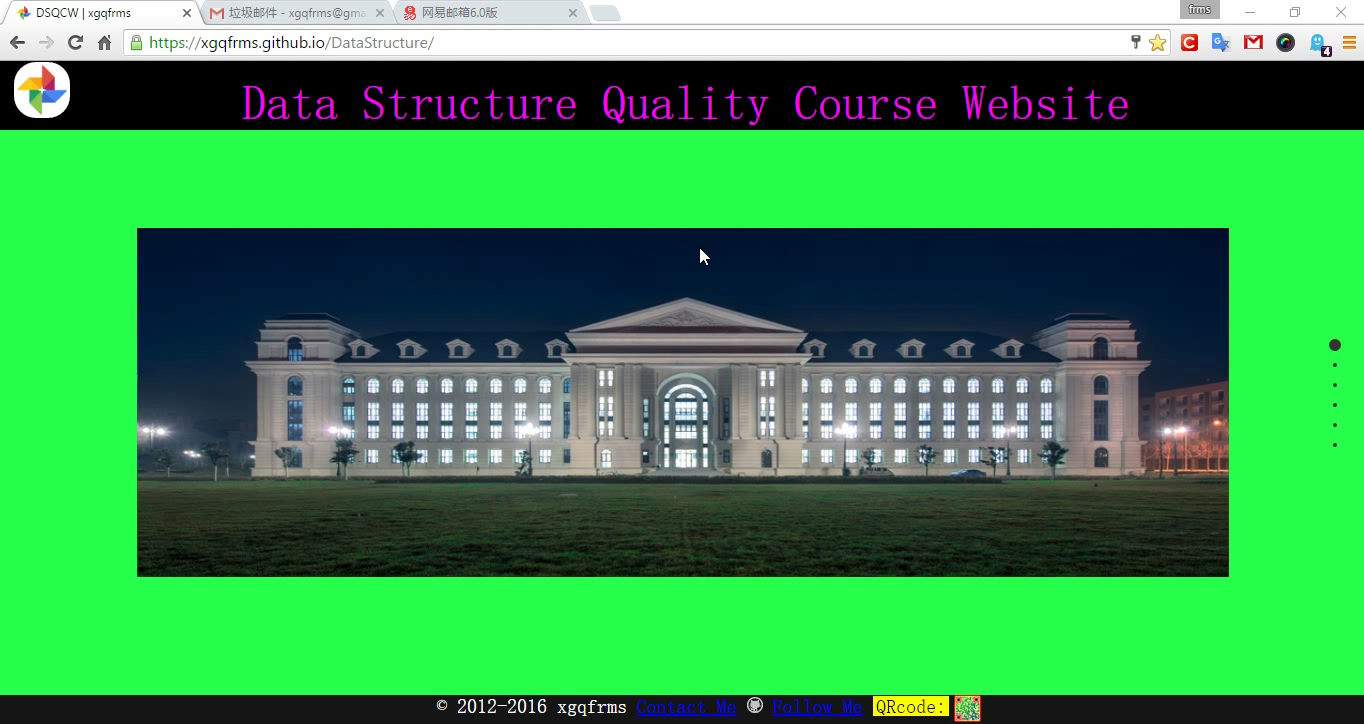 DSQCW | xgqfrms
垃圾邮件 - xgqfrms@gma
网易邮箱6.0版
frms
https://xgqfrms.github.io/DataStructure/
4
Data Structure Quality Course Website
© 2012-2016 xgqfrms Contact Me Follow Me QRcode: